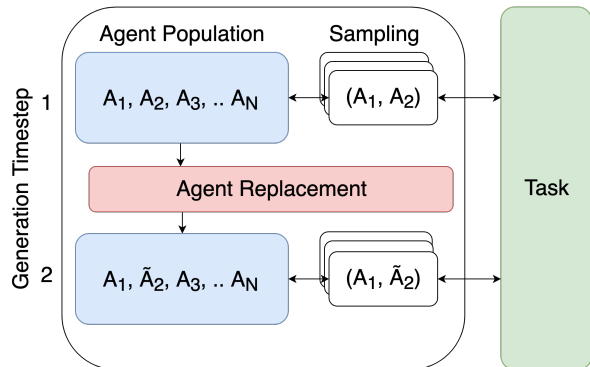 Agent Population
Sampling
Generation Timestep
1
A₁, A₂, A₃, .. A_N
(A₁, A₂)
Agent Replacement
Task
2
A₁, Ã₂, A₃, .. A_N
(A₁, Ã₂)